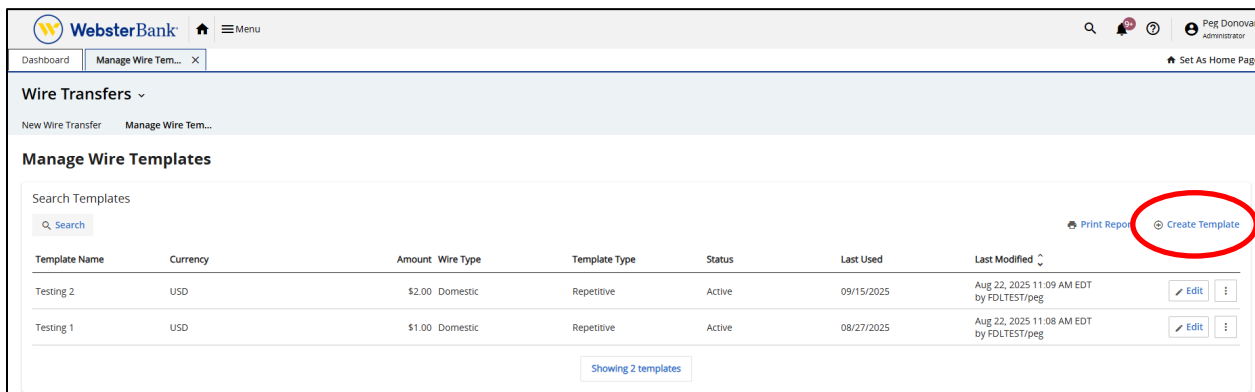 W WebsterBank Menu 9+ Peg Donovan
Administrator
Dashboard Manage Wire Tem... X Set As Home Page
Wire Transfers
New Wire Transfer Manage Wire Tem...
Manage Wire Templates
Search Templates
Search Print Report Create Template
Template Name Currency Amount Wire Type Template Type Status Last Used Last Modified
Testing 2 USD $2.00 Domestic Repetitive Active 09/15/2025 Aug 22, 2025 11:09 AM EDT
by FDLTEST/peg Edit
Testing 1 USD $1.00 Domestic Repetitive Active 08/27/2025 Aug 22, 2025 11:08 AM EDT
by FDLTEST/peg Edit
Showing 2 templates